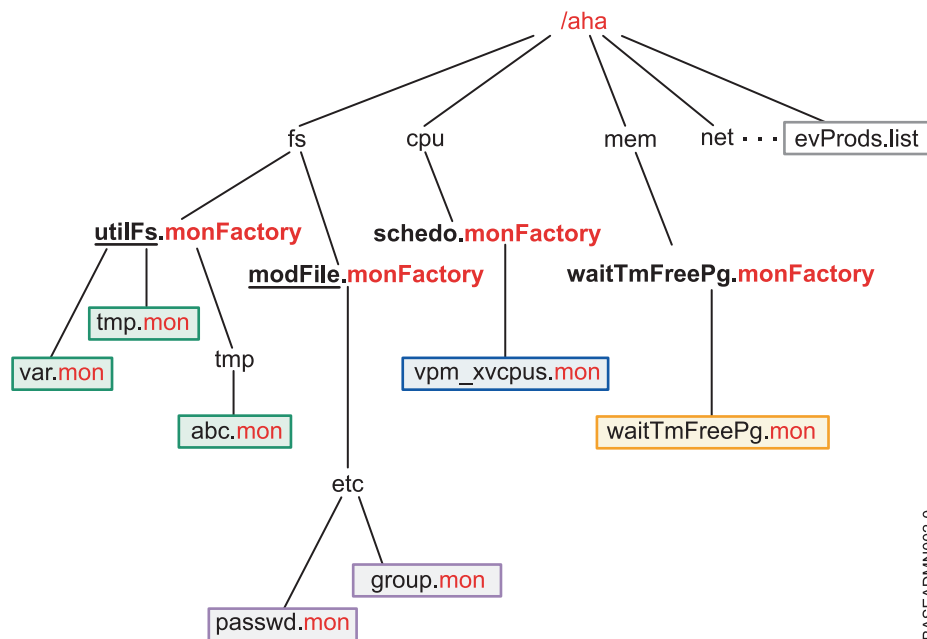 /aha
fs
cpu
mem
net
evProds.list
utilFs.monFactory
schedo.monFactory
modFile.monFactory
waitTmFreePg.monFactory
tmp.mon
var.mon
tmp
vpm_xvcpus.mon
abc.mon
waitTmFreePg.mon
etc
group.mon
passwd.mon